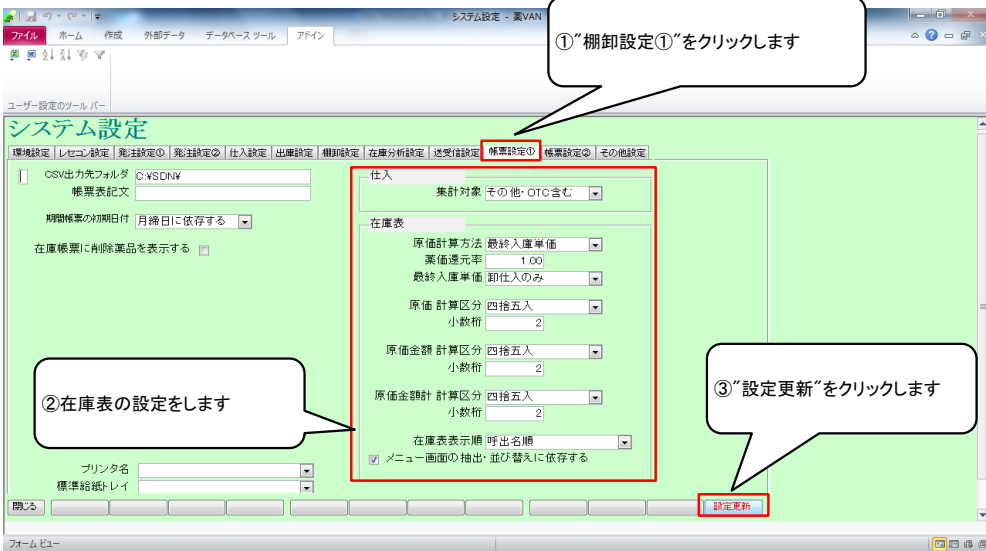 システム設定 - 薬VAN
ファイル ホーム 作成 外部データ データベース ツール アドイン
ユーザー設定のツール バー
①"棚卸設定①"をクリックします
システム設定
環境設定 レセコン設定 発注設定① 発注設定② 仕入設定 出庫設定 棚卸設定 在庫分析設定 送受信設定 帳票設定① 帳票設定② その他設定
CSV出力先フォルダ C:¥SDN¥
帳票表記文
期間帳票の初期日付 月締日に依存する
在庫帳票に削除薬品を表示する
仕入
集計対象 その他・OTC含む
在庫表
原価計算方法 最終入庫単価
薬価還元率 1.00
最終入庫単価 卸仕入のみ
原価 計算区分 四捨五入
小数桁 2
原価金額 計算区分 四捨五入
小数桁 2
原価金額計 計算区分 四捨五入
小数桁 2
在庫表表示順 呼出名順
メニュー画面の抽出・並び替えに依存する
②在庫表の設定をします
③"設定更新"をクリックします
プリンタ名
標準給紙トレイ
閉じる 設定更新
フォーム ビュー